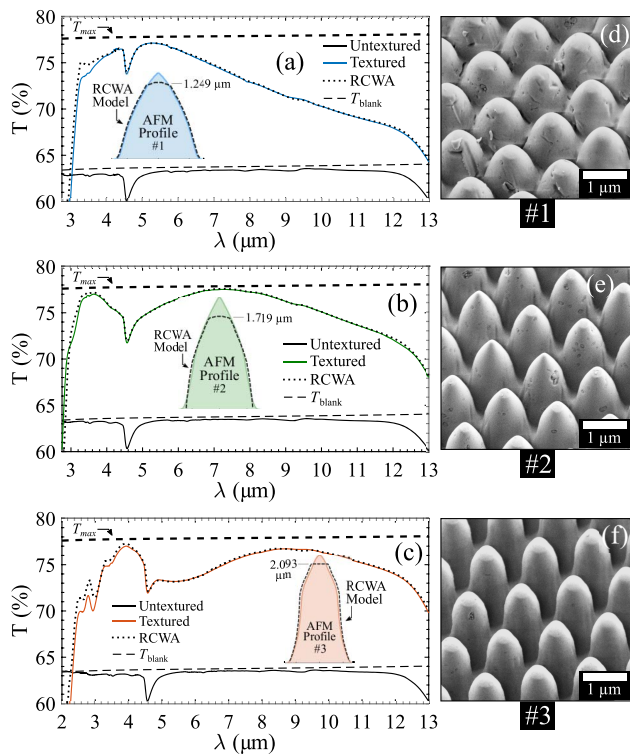 80
T_max
75
70
65
60
T (%)
(a)
Untextured
Textured
RCWA
T_blank
1.249 µm
RCWA
Model
AFM
Profile
#1
3 4 5 6 7 8 9 10 11 12 13
λ (µm)
(d)
1 µm
#1
80
T_max
75
70
65
60
T (%)
(b)
1.719 µm
RCWA
Model
AFM
Profile
#2
Untextured
Textured
RCWA
T_blank
3 4 5 6 7 8 9 10 11 12 13
λ (µm)
(e)
1 µm
#2
80
T_max
75
70
65
60
T (%)
(c)
2.093
µm
RCWA
Model
AFM
Profile
#3
Untextured
Textured
RCWA
T_blank
2 3 4 5 6 7 8 9 10 11 12 13
λ (µm)
(f)
1 µm
#3